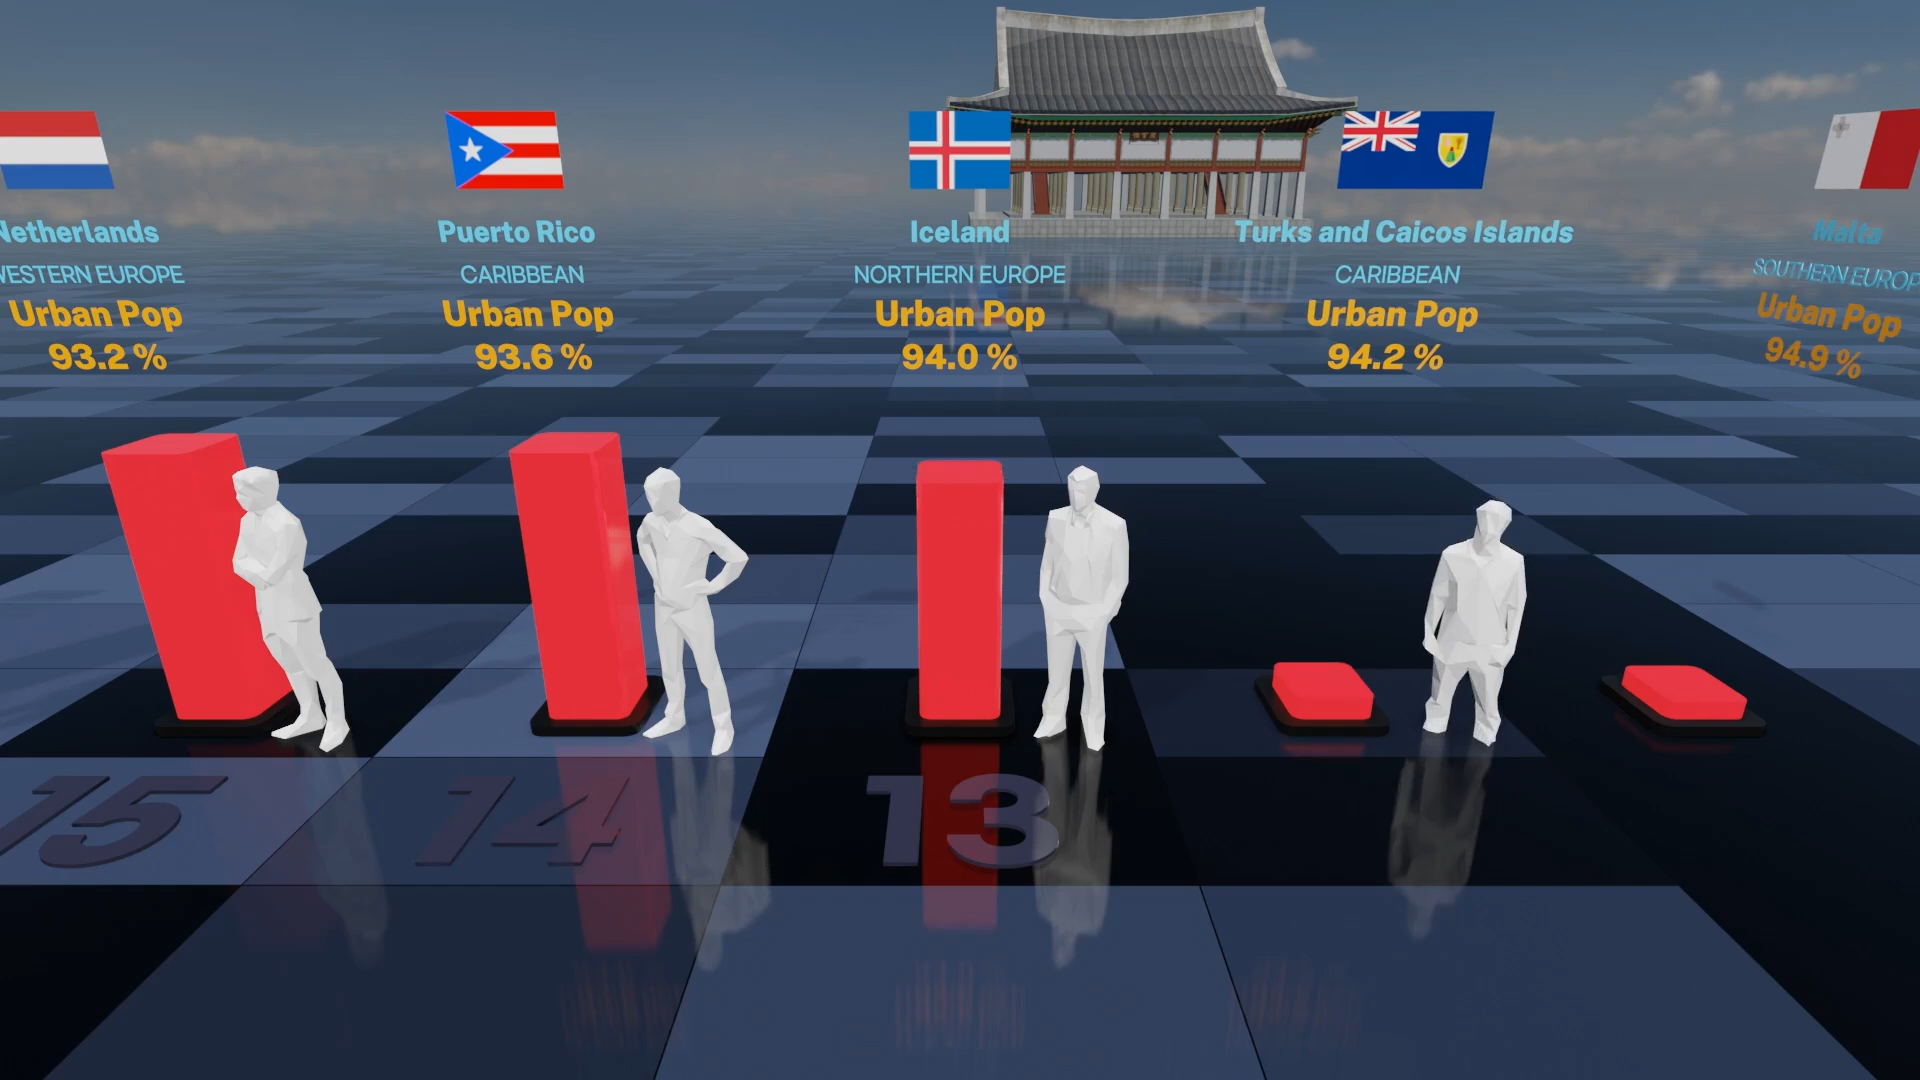 Netherlands
WESTERN EUROPE
Urban Pop
93.2 %
Puerto Rico
CARIBBEAN
Urban Pop
93.6 %
Iceland
NORTHERN EUROPE
Urban Pop
94.0 %
Turks and Caicos Islands
CARIBBEAN
Urban Pop
94.2 %
Malta
SOUTHERN EUROP
Urban Pop
94.9 %
15
14
13